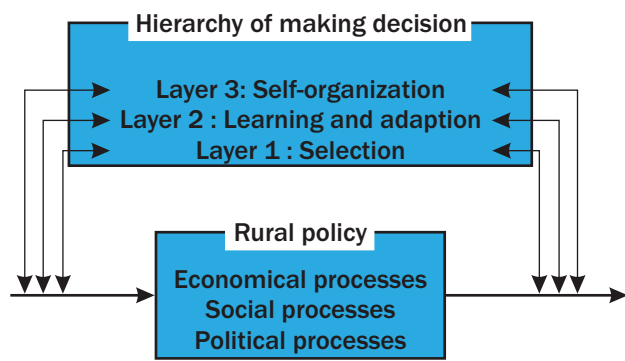 Hierarchy of making decision
Layer 3: Self-organization
Layer 2 : Learning and adaption
Layer 1 : Selection
Rural policy
Economical processes
Social processes
Political processes